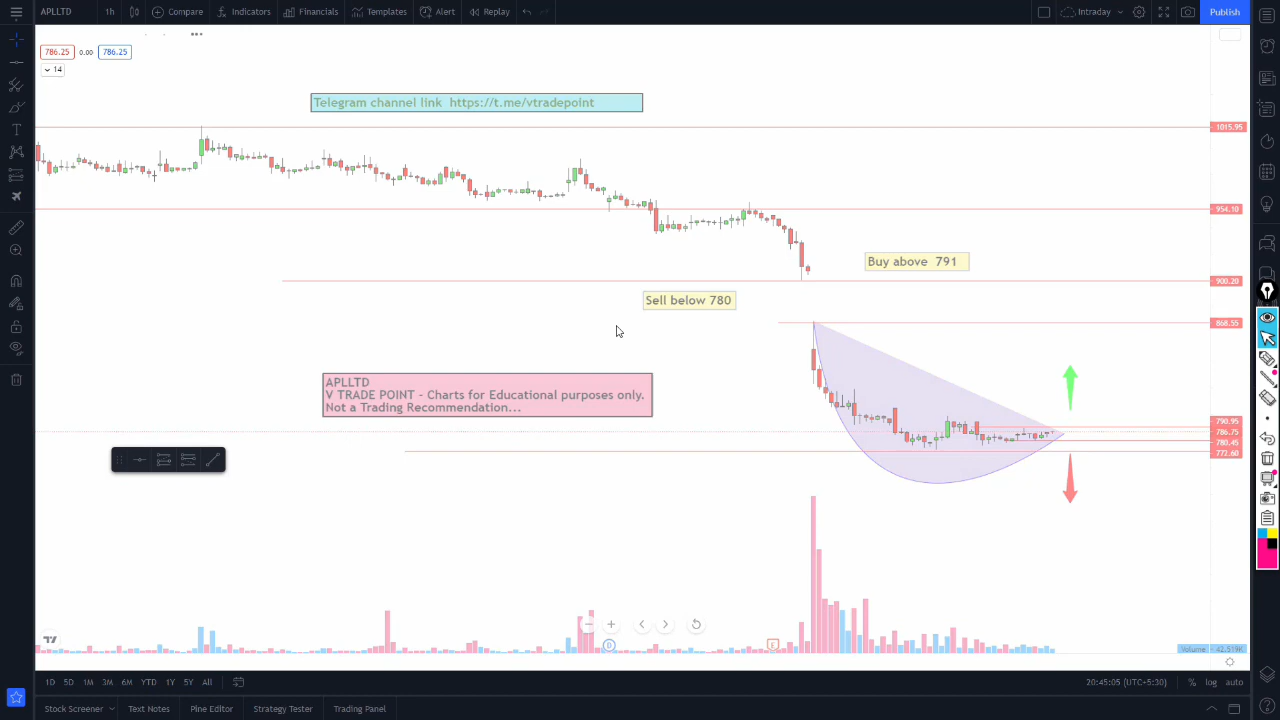 APLLTD
1h
Compare
Indicators
Financials
Templates
Alert
Replay
Intraday
Publish
786.25 0.00 786.25
14
Telegram channel link https://t.me/vtradepoint
1015.95
954.10
Buy above 791
900.20
Sell below 780
868.55
APLLTD
V TRADE POINT - Charts for Educational purposes only.
Not a Trading Recommendation...
790.95
786.75
780.45
772.60
D
E
Volume 42.519K
1D 5D 1M 3M 6M YTD 1Y 5Y All
20:45:05 (UTC+5:30)
% log auto
Stock Screener
Text Notes
Pine Editor
Strategy Tester
Trading Panel